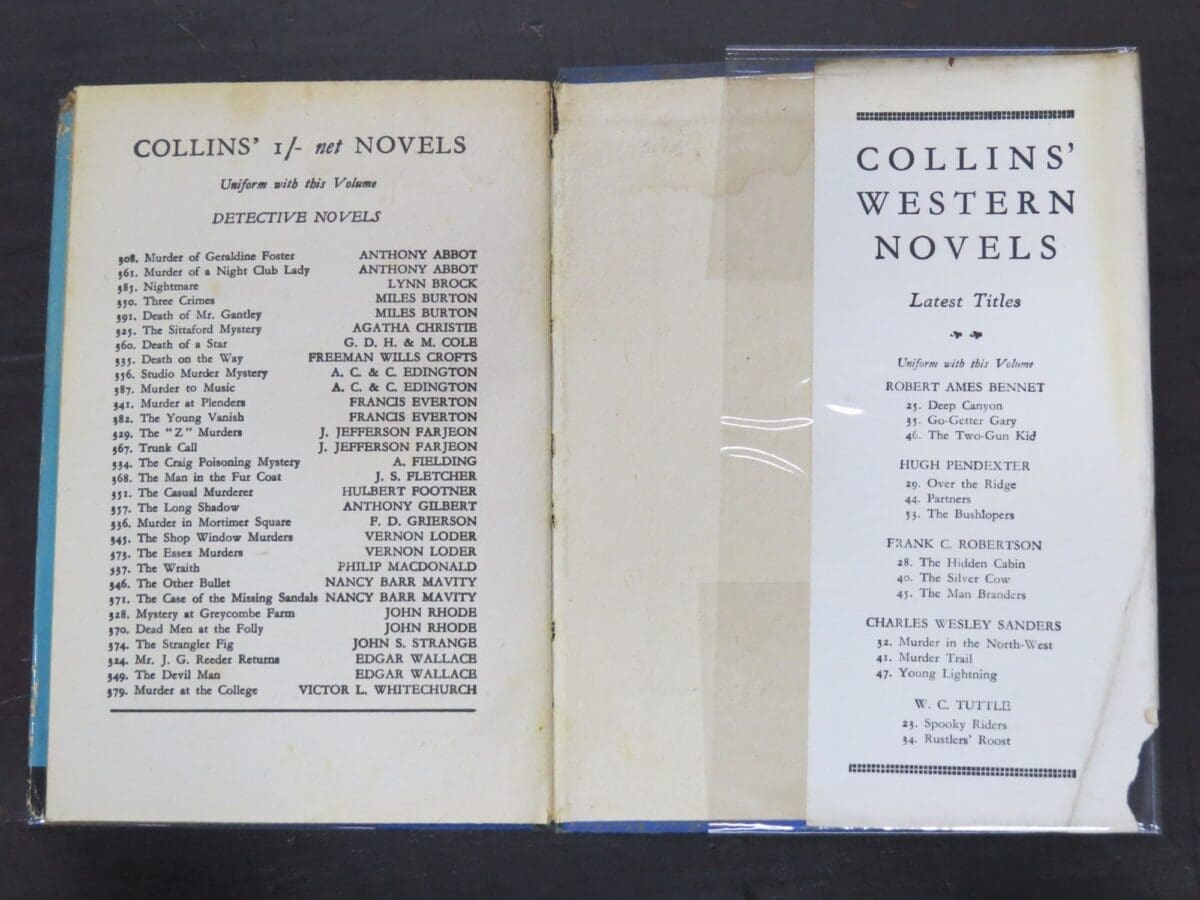 COLLINS' 1/- net NOVELS
Uniform with this Volume
DETECTIVE NOVELS
308. Murder of Geraldine Foster ANTHONY ABBOT
361. Murder of a Night Club Lady ANTHONY ABBOT
385. Nightmare LYNN BROCK
350. Three Crimes MILES BURTON
391. Death of Mr. Gantley MILES BURTON
325. The Sittaford Mystery AGATHA CHRISTIE
360. Death of a Star G. D. H. & M. COLE
335. Death on the Way FREEMAN WILLS CROFTS
356. Studio Murder Mystery A. C. & C. EDINGTON
387. Murder to Music A. C. & C. EDINGTON
341. Murder at Plenders FRANCIS EVERTON
382. The Young Vanish FRANCIS EVERTON
329. The "Z" Murders J. JEFFERSON FARJEON
367. Trunk Call J. JEFFERSON FARJEON
334. The Craig Poisoning Mystery A. FIELDING
368. The Man in the Fur Coat J. S. FLETCHER
351. The Casual Murderer HULBERT FOOTNER
357. The Long Shadow ANTHONY GILBERT
336. Murder in Mortimer Square F. D. GRIERSON
345. The Shop Window Murders VERNON LODER
373. The Essex Murders VERNON LODER
337. The Wraith PHILIP MACDONALD
346. The Other Bullet NANCY BARR MAVITY
371. The Case of the Missing Sandals NANCY BARR MAVITY
328. Mystery at Greycombe Farm JOHN RHODE
370. Dead Men at the Folly JOHN RHODE
374. The Strangler Fig JOHN S. STRANGE
324. Mr. J. G. Reeder Returns EDGAR WALLACE
349. The Devil Man EDGAR WALLACE
379. Murder at the College VICTOR L. WHITECHURCH
COLLINS'
WESTERN
NOVELS
Latest Titles
Uniform with this Volume
ROBERT AMES BENNET
25. Deep Canyon
35. Go-Getter Gary
46. The Two-Gun Kid
HUGH PENDEXTER
29. Over the Ridge
44. Partners
53. The Bushlopers
FRANK C. ROBERTSON
28. The Hidden Cabin
40. The Silver Cow
45. The Man Branders
CHARLES WESLEY SANDERS
32. Murder in the North-West
41. Murder Trail
47. Young Lightning
W. C. TUTTLE
23. Spooky Riders
34. Rustlers' Roost